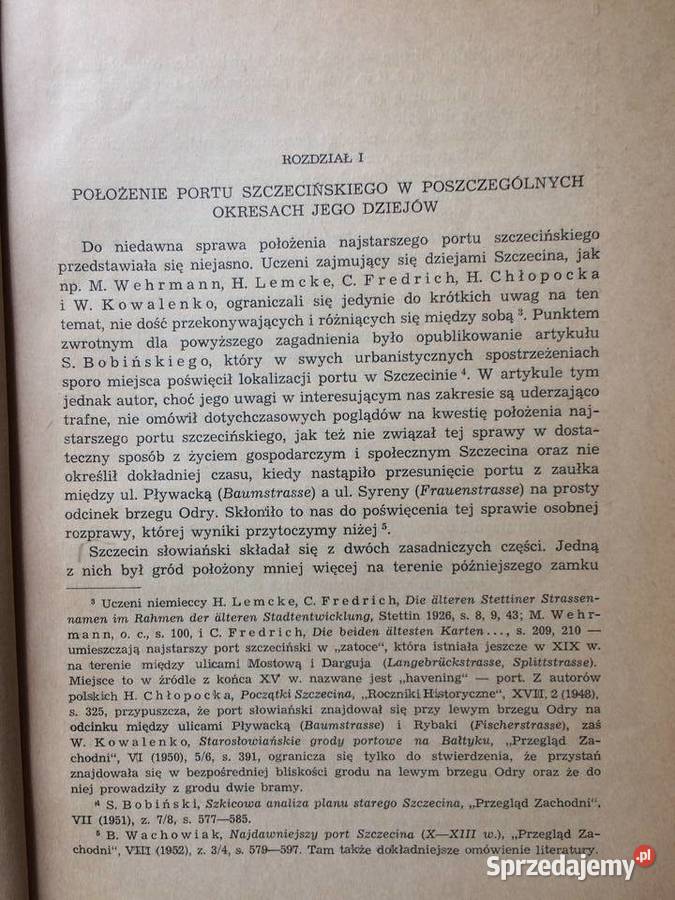 ROZDZIAŁ I
POŁOŻENIE PORTU SZCZECIŃSKIEGO W POSZCZEGÓLNYCH
OKRESACH JEGO DZIEJÓW
Do niedawna sprawa położenia najstarszego portu szczecińskiego
przedstawiała się niejasno. Uczeni zajmujący się dziejami Szczecina, jak
np. M. Wehrmann, H. Lemcke, C. Fredrich, H. Chłopocka
i W. Kowalenko, ograniczali się jedynie do krótkich uwag na ten
temat, nie dość przekonywających i różniących się między sobą ³. Punktem
zwrotnym dla powyższego zagadnienia było opublikowanie artykułu
S. Bobińskiego, który w swych urbanistycznych spostrzeżeniach
sporo miejsca poświęcił lokalizacji portu w Szczecinie ⁴. W artykule tym
jednak autor, choć jego uwagi w interesującym nas zakresie są uderzająco
trafne, nie omówił dotychczasowych poglądów na kwestię położenia naj-
starszego portu szczecińskiego, jak też nie związał tej sprawy w dosta-
teczny sposób z życiem gospodarczym i społecznym Szczecina oraz nie
określił dokładniej czasu, kiedy nastąpiło przesunięcie portu z zaułka
między ul. Pływacką (Baumstrasse) a ul. Syreny (Frauenstrasse) na prosty
odcinek brzegu Odry. Skłoniło to nas do poświęcenia tej sprawie osobnej
rozprawy, której wyniki przytoczymy niżej ⁵.
Szczecin słowiański składał się z dwóch zasadniczych części. Jedną
z nich był gród położony mniej więcej na terenie późniejszego zamku
³ Uczeni niemieccy H. Lemcke, C. Fredrich, Die älteren Stettiner Strassen-
namen im Rahmen der älteren Stadtentwicklung, Stettin 1926, s. 8, 9, 43; M. Wehr-
mann, o. c., s. 100, i C. Fredrich, Die beiden ältesten Karten..., s. 209, 210 —
umieszczają najstarszy port szczeciński w „zatoce“, która istniała jeszcze w XIX w.
na terenie między ulicami Mostową i Darguja (Langebrückstrasse, Splittstrasse).
Miejsce to w źródle z końca XV w. nazwane jest „havening“ — port. Z autorów
polskich H. Chłopocka, Początki Szczecina, „Roczniki Historyczne“, XVII, 2 (1948),
s. 325, przypuszcza, że port słowiański znajdował się przy lewym brzegu Odry na
odcinku między ulicami Pływacką (Baumstrasse) i Rybaki (Fischerstrasse), zaś
W. Kowalenko, Starosłowiańskie grody portowe na Bałtyku, „Przegląd Za-
chodni“, VI (1950), 5/6, s. 391, ogranicza się tylko do stwierdzenia, że przystań
znajdowała się w bezpośredniej bliskości grodu na lewym brzegu Odry oraz że do
niej prowadziły z grodu dwie bramy.
⁴ S. Bobiński, Szkicowa analiza planu starego Szczecina, „Przegląd Zachodni“,
VII (1951), z. 7/8, s. 577—585.
⁵ B. Wachowiak, Najdawniejszy port Szczecina (X—XIII w.), „Przegląd Za-
chodni“, VIII (1952), z. 3/4, s. 579—597. Tam także dokładniejsze omówienie literatury.
Sprzedajemy.pl